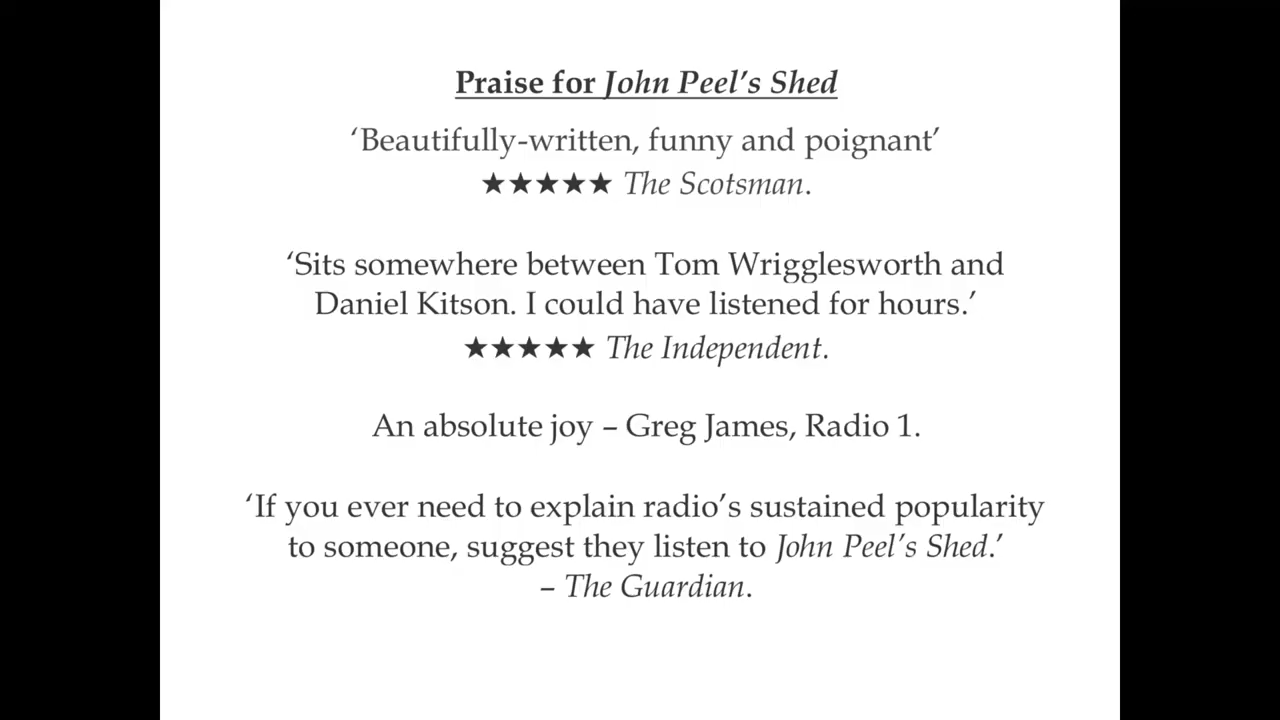 Praise for John Peel’s Shed
‘Beautifully-written, funny and poignant’
★★★★★ The Scotsman.
‘Sits somewhere between Tom Wrigglesworth and
Daniel Kitson. I could have listened for hours.’
★★★★★ The Independent.
An absolute joy – Greg James, Radio 1.
‘If you ever need to explain radio’s sustained popularity
to someone, suggest they listen to John Peel’s Shed.’
– The Guardian.